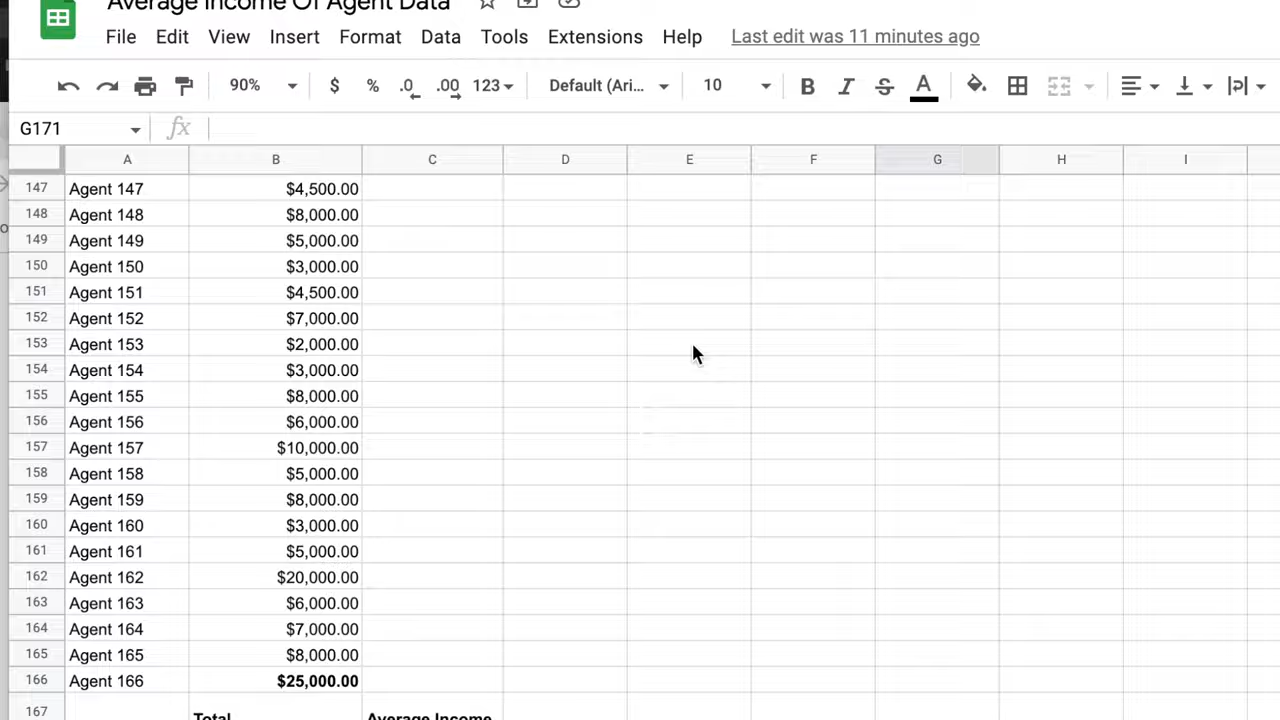 Average Income Of Agent Data
File Edit View Insert Format Data Tools Extensions Help Last edit was 11 minutes ago
90% $ % .0 .00 123 Default (Ari... 10 B I S A
G171 fx
A B C D E F G H I
147 Agent 147 $4,500.00
148 Agent 148 $8,000.00
149 Agent 149 $5,000.00
150 Agent 150 $3,000.00
151 Agent 151 $4,500.00
152 Agent 152 $7,000.00
153 Agent 153 $2,000.00
154 Agent 154 $3,000.00
155 Agent 155 $8,000.00
156 Agent 156 $6,000.00
157 Agent 157 $10,000.00
158 Agent 158 $5,000.00
159 Agent 159 $8,000.00
160 Agent 160 $3,000.00
161 Agent 161 $5,000.00
162 Agent 162 $20,000.00
163 Agent 163 $6,000.00
164 Agent 164 $7,000.00
165 Agent 165 $8,000.00
166 Agent 166 $25,000.00
167 Total Average Income